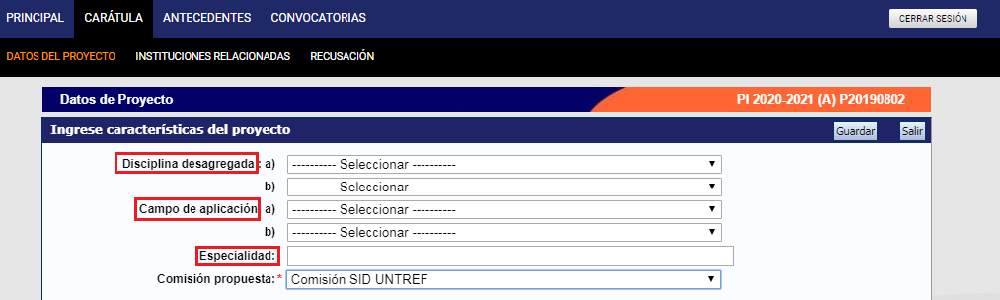 PRINCIPAL CARÁTULA ANTECEDENTES CONVOCATORIAS CERRAR SESIÓN
DATOS DEL PROYECTO INSTITUCIONES RELACIONADAS RECUSACIÓN
Datos de Proyecto PI 2020-2021 (A) P20190802
Ingrese características del proyecto Guardar Salir
Disciplina desagregada: a) ---------- Seleccionar ----------
b) ---------- Seleccionar ----------
Campo de aplicación a) ---------- Seleccionar ----------
b) ---------- Seleccionar ----------
Especialidad:
Comisión propuesta:* Comisión SID UNTREF